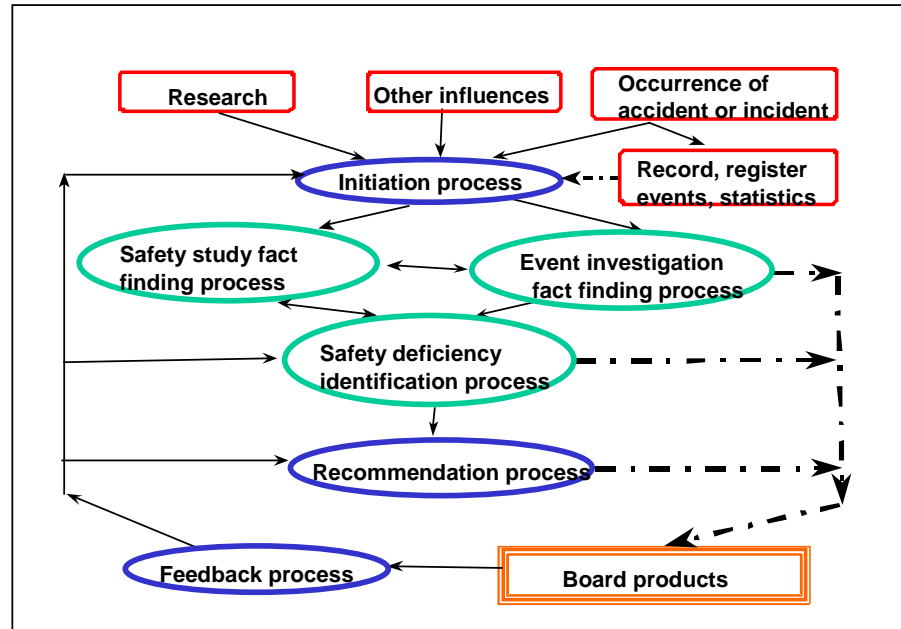 Research
Other influences
Occurrence of
accident or incident
Initiation process
Record, register
events, statistics
Safety study fact
finding process
Event investigation
fact finding process
Safety deficiency
identification process
Recommendation process
Feedback process
Board products